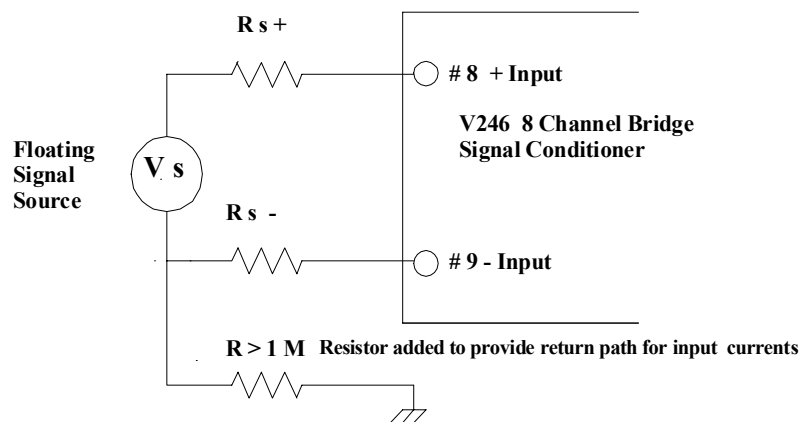 R s +
# 8 + Input
V246 8 Channel Bridge
Signal Conditioner
Floating
Signal
Source
V s
R s -
# 9 - Input
R > 1 M Resistor added to provide return path for input currents